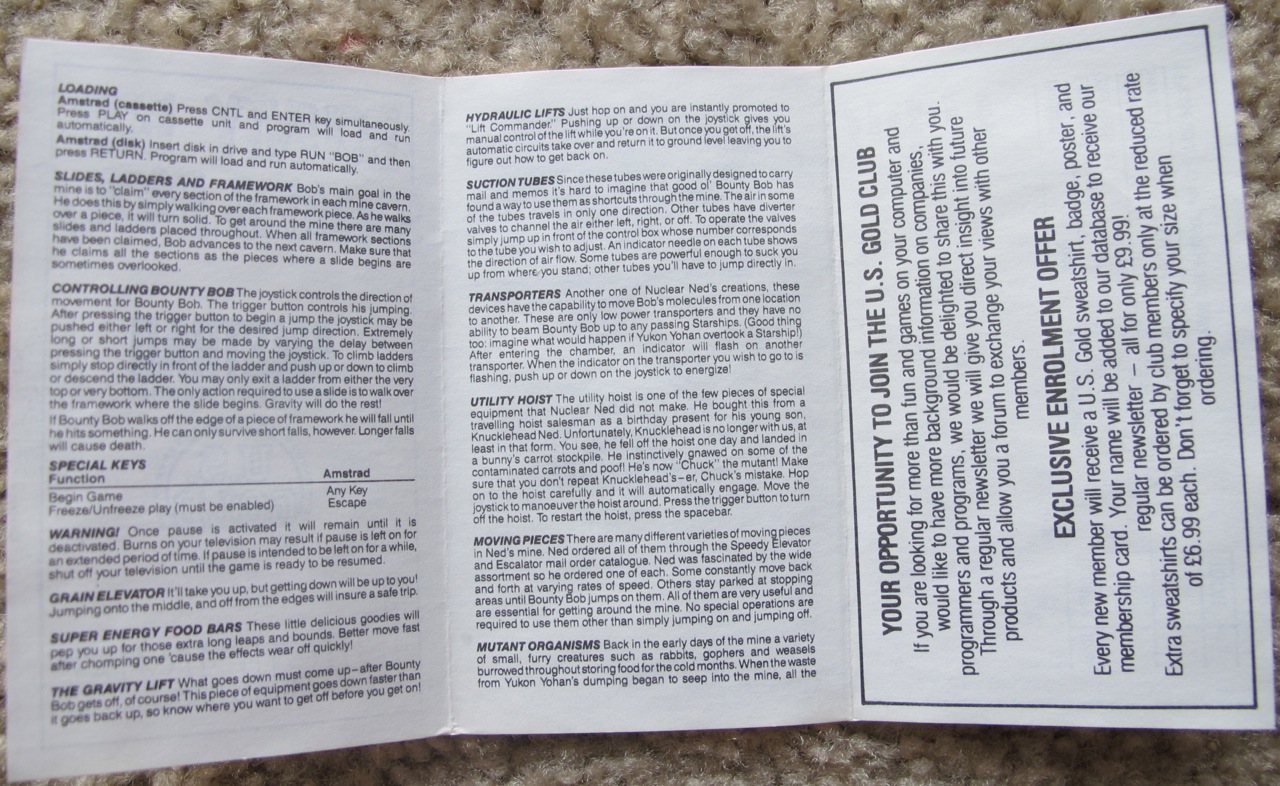 LOADING
Amstrad (cassette) Press CNTL and ENTER key simultaneously.
Press PLAY on cassette unit and program will load and run
automatically.
Amstrad (disk) Insert disk in drive and type RUN "BOB" and then
press RETURN. Program will load and run automatically.
SLIDES, LADDERS AND FRAMEWORK Bob's main goal in the
mine is to "claim" every section of the framework in each mine cavern.
He does this by simply walking over each framework piece. As he walks
over a piece, it will turn solid. To get around the mine there are many
slides and ladders placed throughout. When all framework sections
have been claimed, Bob advances to the next cavern. Make sure that
he claims all the sections as the pieces where a slide begins are
sometimes overlooked.
CONTROLLING BOUNTY BOB The joystick controls the direction of
movement for Bounty Bob. The trigger button controls his jumping.
After pressing the trigger button to begin a jump the joystick may be
pushed either left or right for the desired jump direction. Extremely
long or short jumps may be made by varying the delay between
pressing the trigger button and moving the joystick. To climb ladders
simply stop directly in front of the ladder and push up or down to climb
or descend the ladder. You may only exit a ladder from either the very
top or very bottom. The only action required to use a slide is to walk over
the framework where the slide begins. Gravity will do the rest!
If Bounty Bob walks off the edge of a piece of framework he will fall until
he hits something. He can only survive short falls, however. Longer falls
will cause death.
SPECIAL KEYS
Function Amstrad
Begin Game Any Key
Freeze/Unfreeze play (must be enabled) Escape
WARNING! Once pause is activated it will remain until it is
deactivated. Burns on your television may result if pause is left on for
an extended period of time. If pause is intended to be left on for a while,
shut off your television until the game is ready to be resumed.
GRAIN ELEVATOR It'll take you up, but getting down will be up to you!
Jumping onto the middle, and off from the edges will insure a safe trip.
SUPER ENERGY FOOD BARS These little delicious goodies will
pep you up for those extra long leaps and bounds. Better move fast
after chomping one 'cause the effects wear off quickly!
THE GRAVITY LIFT What goes down must come up–after Bounty
Bob gets off, of course! This piece of equipment goes down faster than
it goes back up, so know where you want to get off before you get on!
HYDRAULIC LIFTS Just hop on and you are instantly promoted to
"Lift Commander." Pushing up or down on the joystick gives you
manual control of the lift while you're on it. But once you get off, the lift's
automatic circuits take over and return it to ground level leaving you to
figure out how to get back on.
SUCTION TUBES Since these tubes were originally designed to carry
mail and memos it's hard to imagine that good ol' Bounty Bob has
found a way to use them as shortcuts through the mine. The air in some
of the tubes travels in only one direction. Other tubes have diverter
valves to channel the air either left, right, or off. To operate the valves
simply jump up in front of the control box whose number corresponds
to the tube you wish to adjust. An indicator needle on each tube shows
the direction of air flow. Some tubes are powerful enough to suck you
up from where you stand; other tubes you'll have to jump directly in.
TRANSPORTERS Another one of Nuclear Ned's creations, these
devices have the capability to move Bob's molecules from one location
to another. These are only low power transporters and they have no
ability to beam Bounty Bob up to any passing Starships. (Good thing
too: imagine what would happen if Yukon Yohan overtook a Starship!)
After entering the chamber, an indicator will flash on another
transporter. When the indicator on the transporter you wish to go to is
flashing, push up or down on the joystick to energize!
UTILITY HOIST The utility hoist is one of the few pieces of special
equipment that Nuclear Ned did not make. He bought this from a
travelling hoist salesman as a birthday present for his young son,
Knucklehead Ned. Unfortunately, Knucklehead is no longer with us, at
least in that form. You see, he fell off the hoist one day and landed in
a bunny's carrot stockpile. He instinctively gnawed on some of the
contaminated carrots and poof! He's now "Chuck" the mutant! Make
sure that you don't repeat Knucklehead's–er, Chuck's mistake. Hop
on to the hoist carefully and it will automatically engage. Move the
joystick to manoeuver the hoist around. Press the trigger button to turn
off the hoist. To restart the hoist, press the spacebar.
MOVING PIECES There are many different varieties of moving pieces
in Ned's mine. Ned ordered all of them through the Speedy Elevator
and Escalator mail order catalogue. Ned was fascinated by the wide
assortment so he ordered one of each. Some constantly move back
and forth at varying rates of speed. Others stay parked at stopping
areas until Bounty Bob jumps on them. All of them are very useful and
are essential for getting around the mine. No special operations are
required to use them other than simply jumping on and jumping off.
MUTANT ORGANISMS Back in the early days of the mine a variety
of small, furry creatures such as rabbits, gophers and weasels
burrowed throughout storing food for the cold months. When the waste
from Yukon Yohan's dumping began to seep into the mine, all the
YOUR OPPORTUNITY TO JOIN THE U.S. GOLD CLUB
If you are looking for more than fun and games on your computer and
would like to have more background information on companies,
programmers and programs, we would be delighted to share this with you.
Through a regular newsletter we will give you direct insight into future
products and allow you a forum to exchange your views with other
members.
EXCLUSIVE ENROLMENT OFFER
Every new member will receive a U.S. Gold sweatshirt, badge, poster, and
membership card. Your name will be added to our database to receive our
regular newsletter – all for only £9.99!
Extra sweatshirts can be ordered by club members only at the reduced rate
of £6.99 each. Don't forget to specify your size when
ordering.